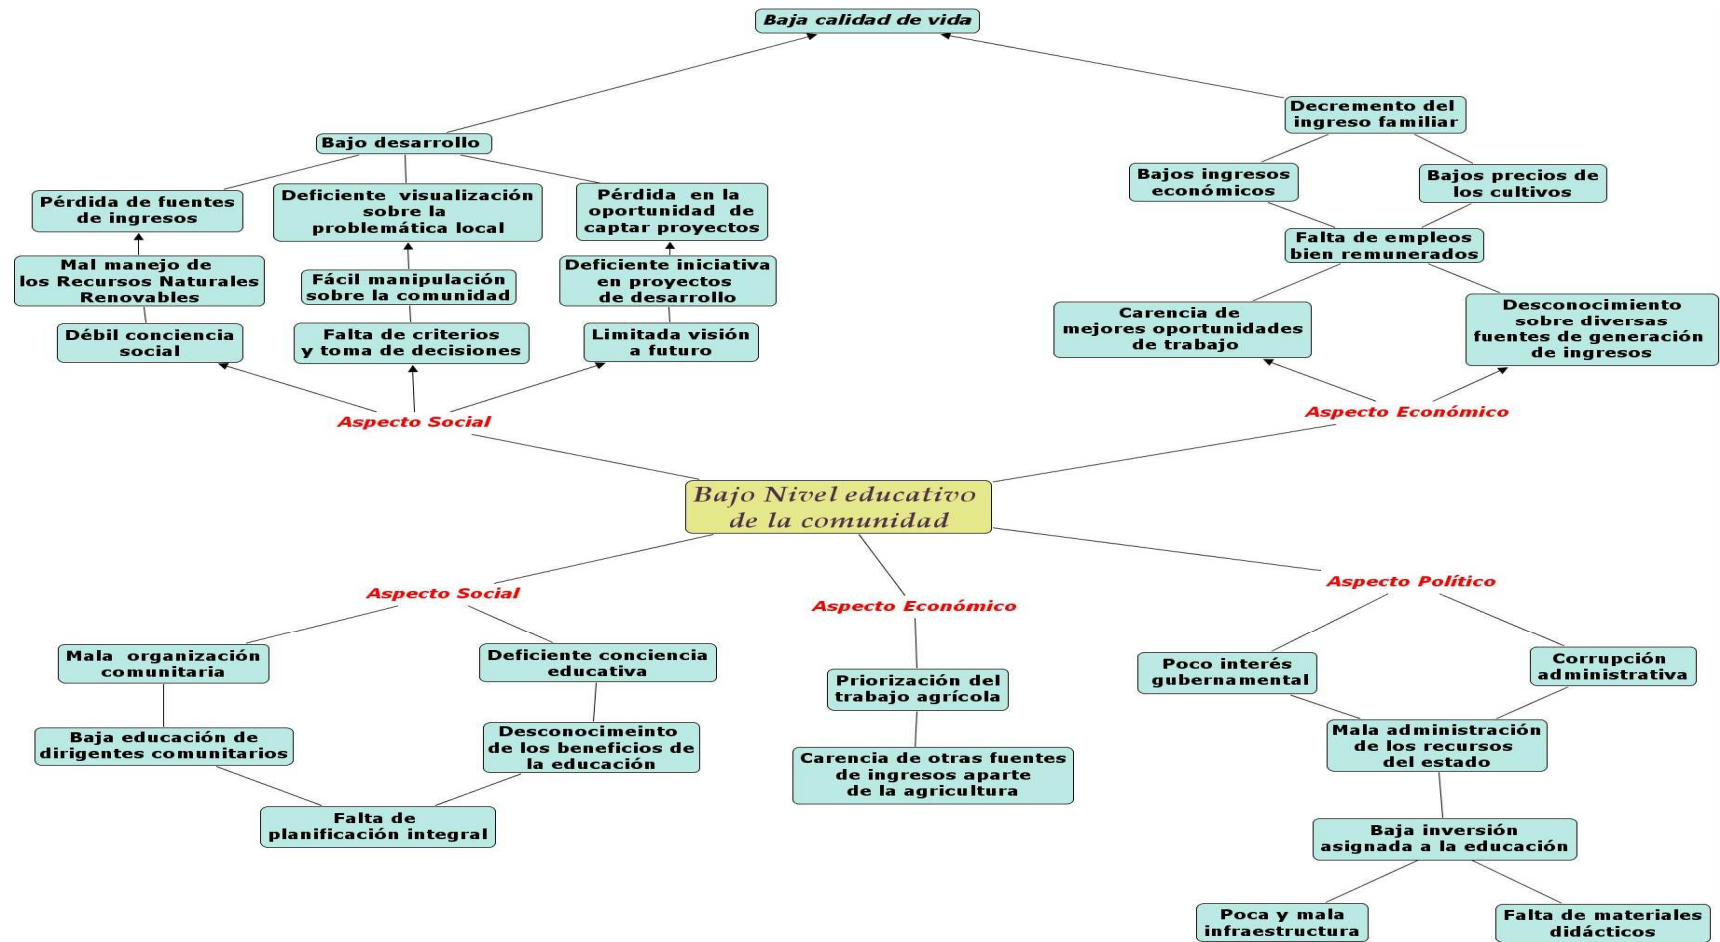 Baja calidad de vida
Decremento del
ingreso familiar
Bajo desarrollo
Bajos ingresos
económicos
Bajos precios de
los cultivos
Pérdida de fuentes
de ingresos
Deficiente visualización
sobre la
problemática local
Pérdida en la
oportunidad de
captar proyectos
Falta de empleos
bien remunerados
Mal manejo de
los Recursos Naturales
Renovables
Fácil manipulación
sobre la comunidad
Deficiente iniciativa
en proyectos
de desarrollo
Carencia de
mejores oportunidades
de trabajo
Desconocimiento
sobre diversas
fuentes de generación
de ingresos
Débil conciencia
social
Falta de criterios
y toma de decisiones
Limitada visión
a futuro
Aspecto Social
Aspecto Económico
Bajo Nivel educativo
de la comunidad
Aspecto Social
Aspecto Económico
Aspecto Político
Mala organización
comunitaria
Deficiente conciencia
educativa
Priorización del
trabajo agrícola
Poco interés
gubernamental
Corrupción
administrativa
Baja educación de
dirigentes comunitarios
Desconocimeinto
de los beneficios de
la educación
Carencia de otras fuentes
de ingresos aparte
de la agricultura
Mala administración
de los recursos
del estado
Falta de
planificación integral
Baja inversión
asignada a la educación
Poca y mala
infraestructura
Falta de materiales
didácticos